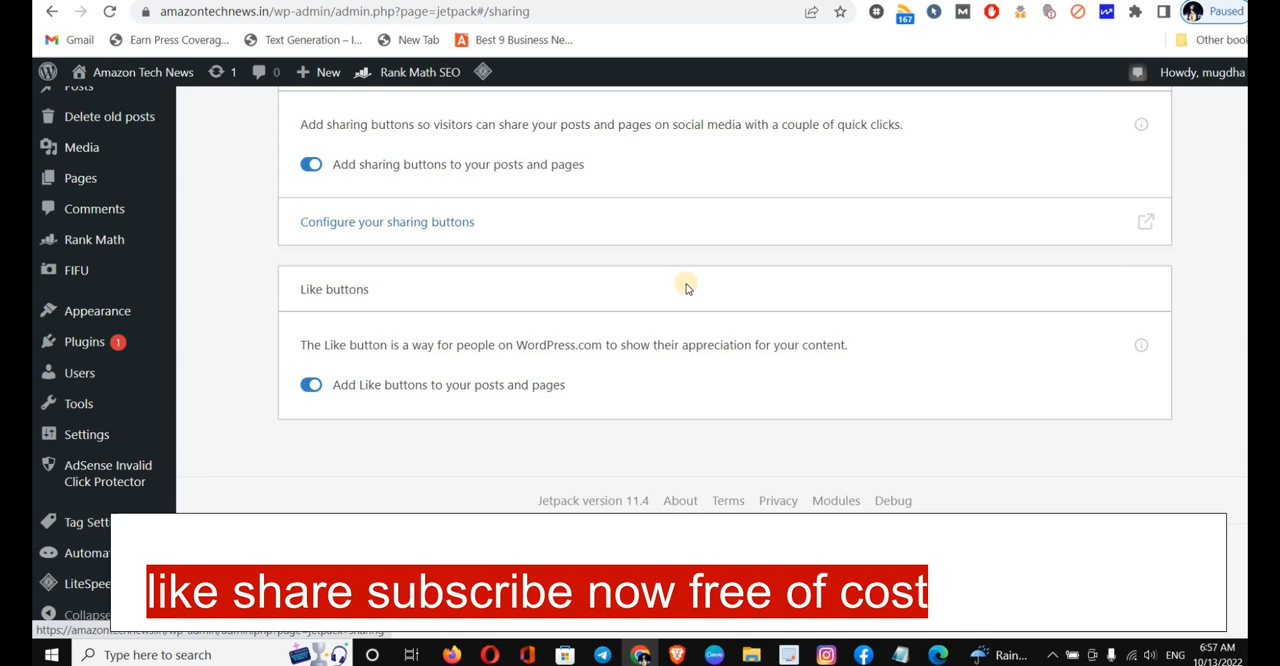 amazontechnews.in/wp-admin/admin.php?page=jetpack#/sharing
167
Paused
Gmail
Earn Press Coverag...
Text Generation – I...
New Tab
Best 9 Business Ne...
Other book
Amazon Tech News
1
0
New
Rank Math SEO
Howdy, mugdha
Posts
Delete old posts
Media
Pages
Comments
Rank Math
FIFU
Appearance
Plugins 1
Users
Tools
Settings
AdSense Invalid
Click Protector
Tag Sett
Automa
LiteSpee
Collapse
Add sharing buttons so visitors can share your posts and pages on social media with a couple of quick clicks.
Add sharing buttons to your posts and pages
Configure your sharing buttons
Like buttons
The Like button is a way for people on WordPress.com to show their appreciation for your content.
Add Like buttons to your posts and pages
Jetpack version 11.4 About Terms Privacy Modules Debug
like share subscribe now free of cost
Type here to search
Rain...
ENG
6:57 AM
10/13/2022